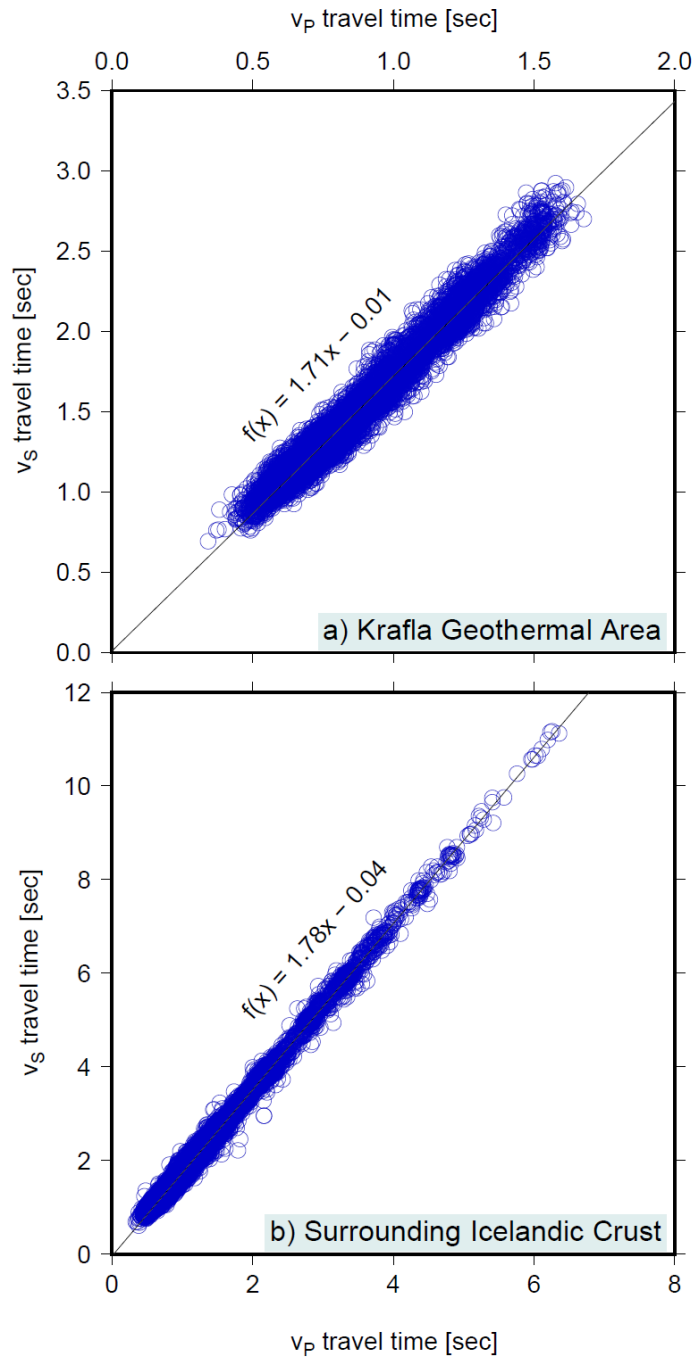 vP travel time [sec]
0.0 0.5 1.0 1.5 2.0
3.5
3.0
2.5
2.0
1.5
1.0
0.5
0.0
vS travel time [sec]
f(x) = 1.71x − 0.01
a) Krafla Geothermal Area
12
10
8
6
4
2
0
vS travel time [sec]
f(x) = 1.78x − 0.04
b) Surrounding Icelandic Crust
0 2 4 6 8
vP travel time [sec]